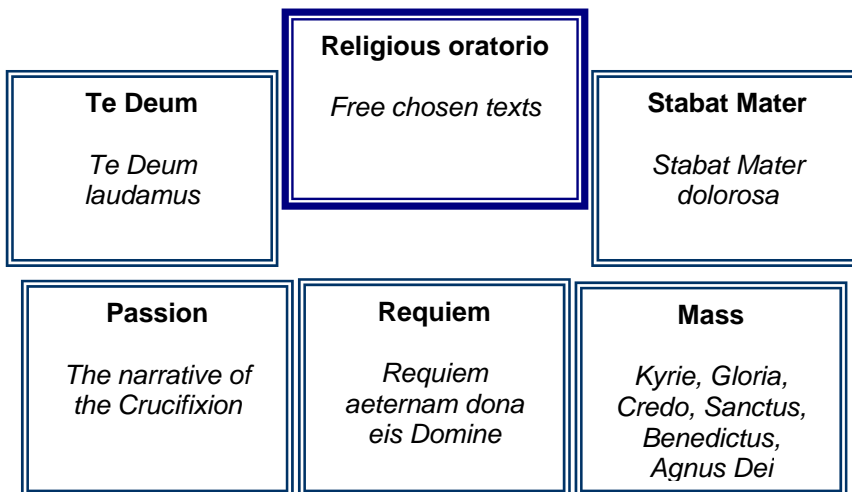 Religious oratorio
Free chosen texts
Te Deum
Te Deum
laudamus
Stabat Mater
Stabat Mater
dolorosa
Passion
The narrative of
the Crucifixion
Requiem
Requiem
aeternam dona
eis Domine
Mass
Kyrie, Gloria,
Credo, Sanctus,
Benedictus,
Agnus Dei